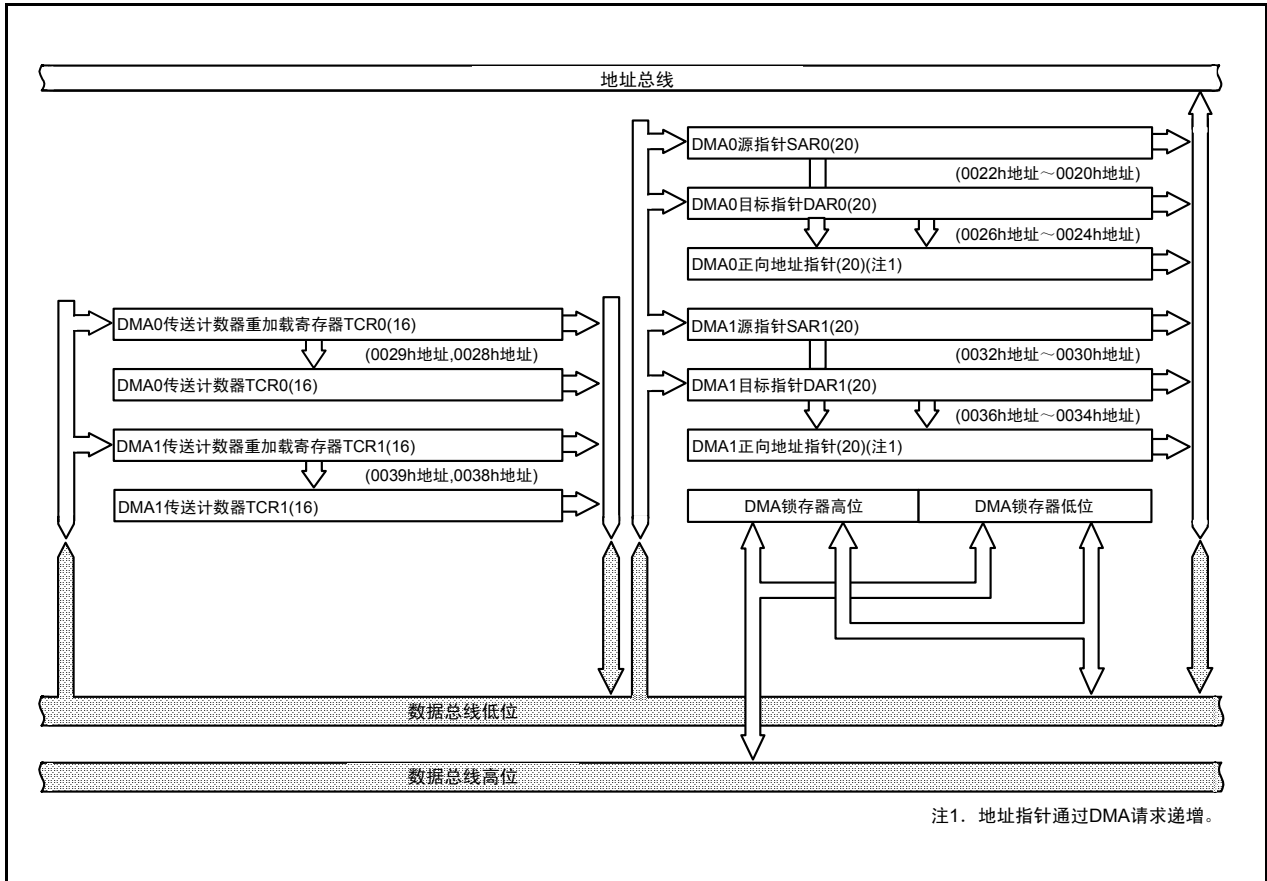 地址总线
DMA0源指针SAR0(20)
(0022h地址～0020h地址)
DMA0目标指针DAR0(20)
(0026h地址～0024h地址)
DMA0正向地址指针(20)(注1)
DMA0传送计数器重加载寄存器TCR0(16)
(0029h地址,0028h地址)
DMA0传送计数器TCR0(16)
DMA1传送计数器重加载寄存器TCR1(16)
(0039h地址,0038h地址)
DMA1传送计数器TCR1(16)
DMA1源指针SAR1(20)
(0032h地址～0030h地址)
DMA1目标指针DAR1(20)
(0036h地址～0034h地址)
DMA1正向地址指针(20)(注1)
DMA锁存器高位
DMA锁存器低位
数据总线低位
数据总线高位
注1．地址指针通过DMA请求递增。